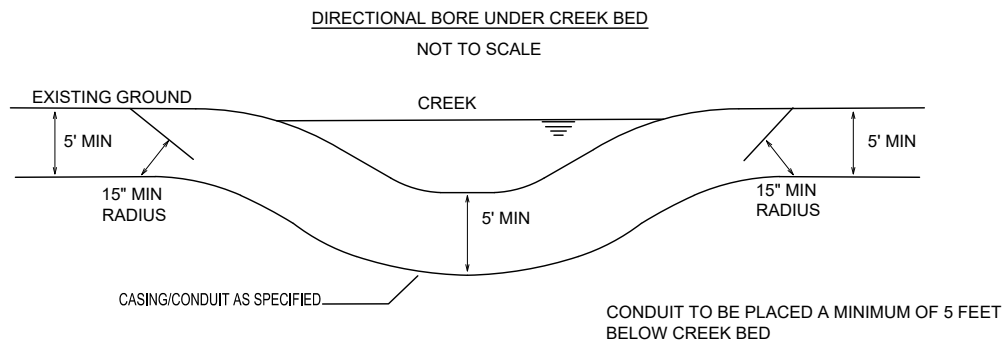 DIRECTIONAL BORE UNDER CREEK BED
NOT TO SCALE
EXISTING GROUND
CREEK
5' MIN
5' MIN
15" MIN
RADIUS
15" MIN
RADIUS
5' MIN
CASING/CONDUIT AS SPECIFIED
CONDUIT TO BE PLACED A MINIMUM OF 5 FEET
BELOW CREEK BED